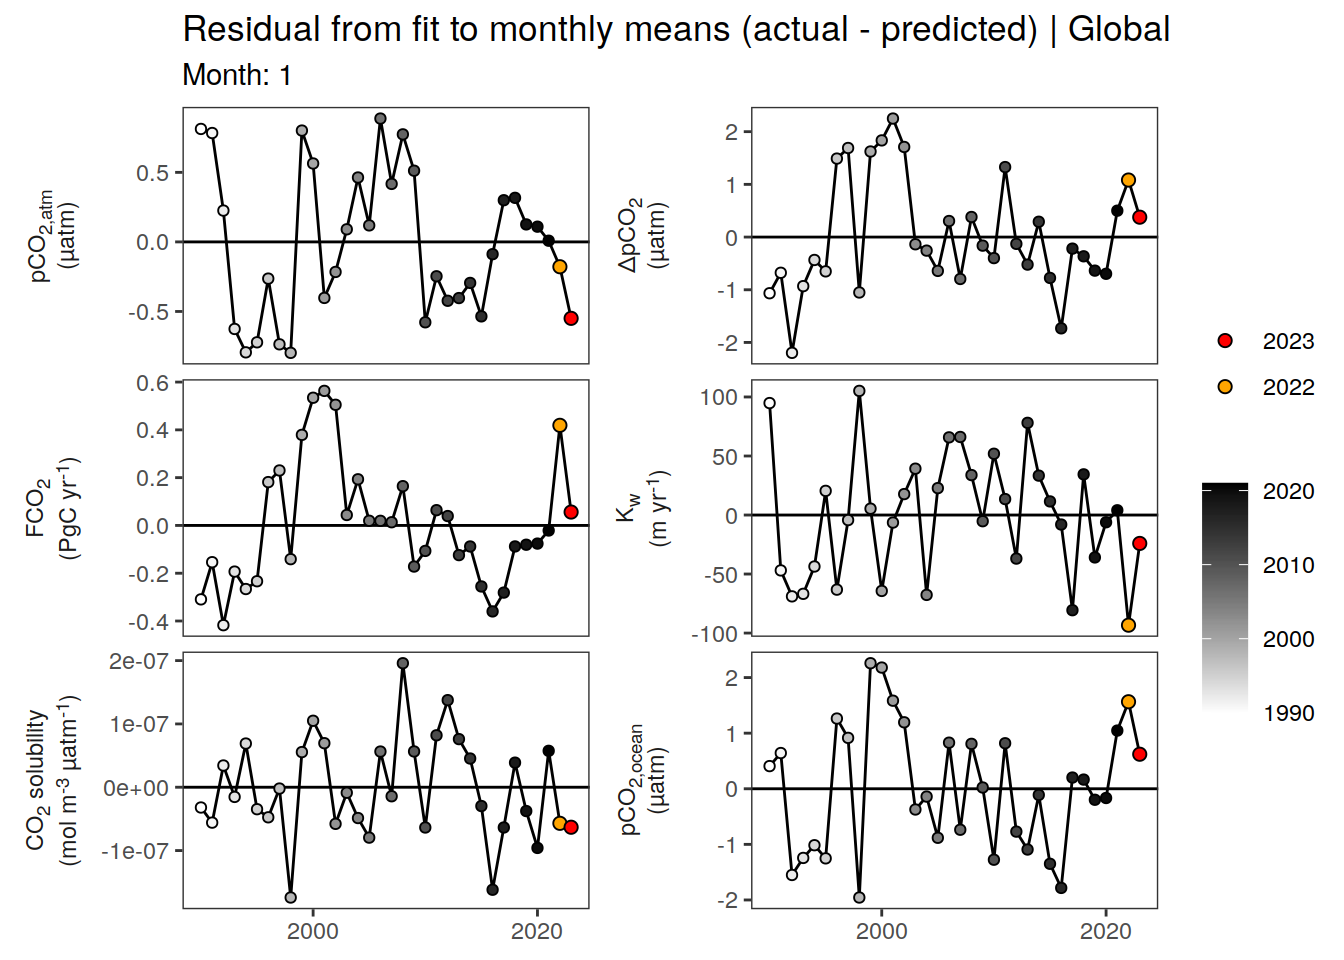 Residual from fit to monthly means (actual - predicted) | Global
Month: 1
pCO2,atm
(µatm)
0.5
0.0
-0.5
ΔpCO2
(µatm)
2
1
0
-1
-2
FCO2
(PgC yr-1)
0.6
0.4
0.2
0.0
-0.2
-0.4
Kw
(m yr-1)
100
50
0
-50
-100
CO2 solubility
(mol m-3 µatm-1)
2e-07
1e-07
0e+00
-1e-07
2000
2020
pCO2,ocean
(µatm)
2
1
0
-1
-2
2000
2020
2023
2022
2020
2010
2000
1990